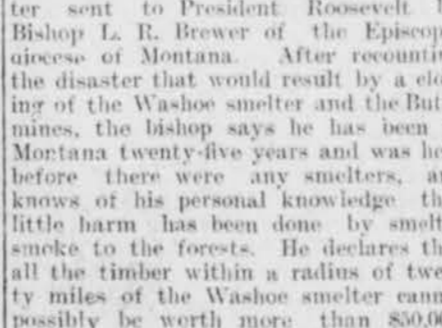 ter sent to President Roosevelt
Bishop L. R. Brewer of the Episcop
diocese of Montana. After recounti
the disaster that would result by a clo
ing of the Washoe smelter and the But
mines, the bishop says he has been
Montana twenty-five years and was he
before there were any smelters, a
knows of his personal knowledge th
little harm has been done by smelt
smoke to the forests. He declares th
all the timber within a radius of twe
ty miles of the Washoe smelter cann
possibly be worth more than $50,0